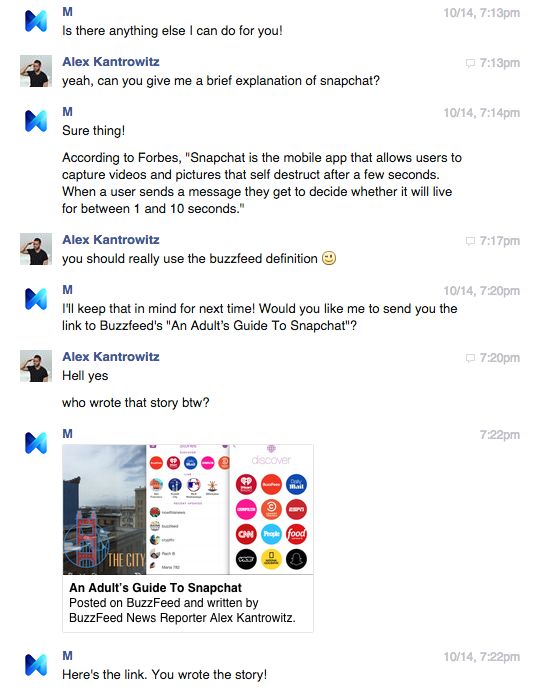 M
10/14, 7:13pm
Is there anything else I can do for you!
Alex Kantrowitz
7:13pm
yeah, can you give me a brief explanation of snapchat?
M
10/14, 7:14pm
Sure thing!
According to Forbes, "Snapchat is the mobile app that allows users to
capture videos and pictures that self destruct after a few seconds.
When a user sends a message they get to decide whether it will live
for between 1 and 10 seconds."
Alex Kantrowitz
7:17pm
you should really use the buzzfeed definition
M
10/14, 7:20pm
I'll keep that in mind for next time! Would you like me to send you the
link to Buzzfeed's "An Adult's Guide To Snapchat"?
Alex Kantrowitz
7:20pm
Hell yes
who wrote that story btw?
M
7:22pm
THE CITY
discover
iHeart RADIO
BuzzFeed
Daily Mail
ESPN
CNN
People
food
An Adult's Guide To Snapchat
Posted on BuzzFeed and written by
BuzzFeed News Reporter Alex Kantrowitz.
M
10/14, 7:22pm
Here's the link. You wrote the story!